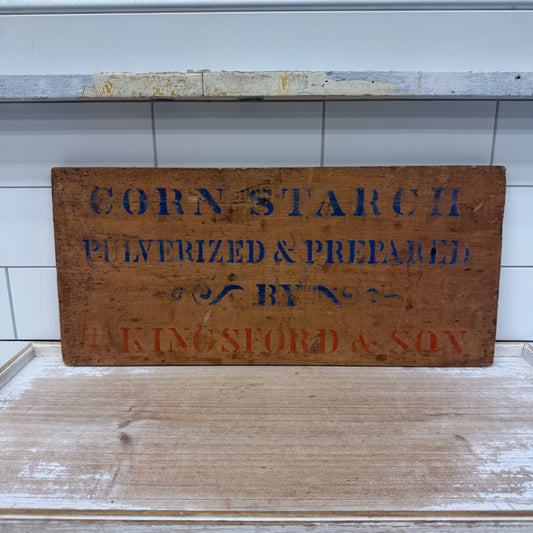 CORN STARCH
PULVERIZED & PREPARED
BY
T. KINGSFORD & SON